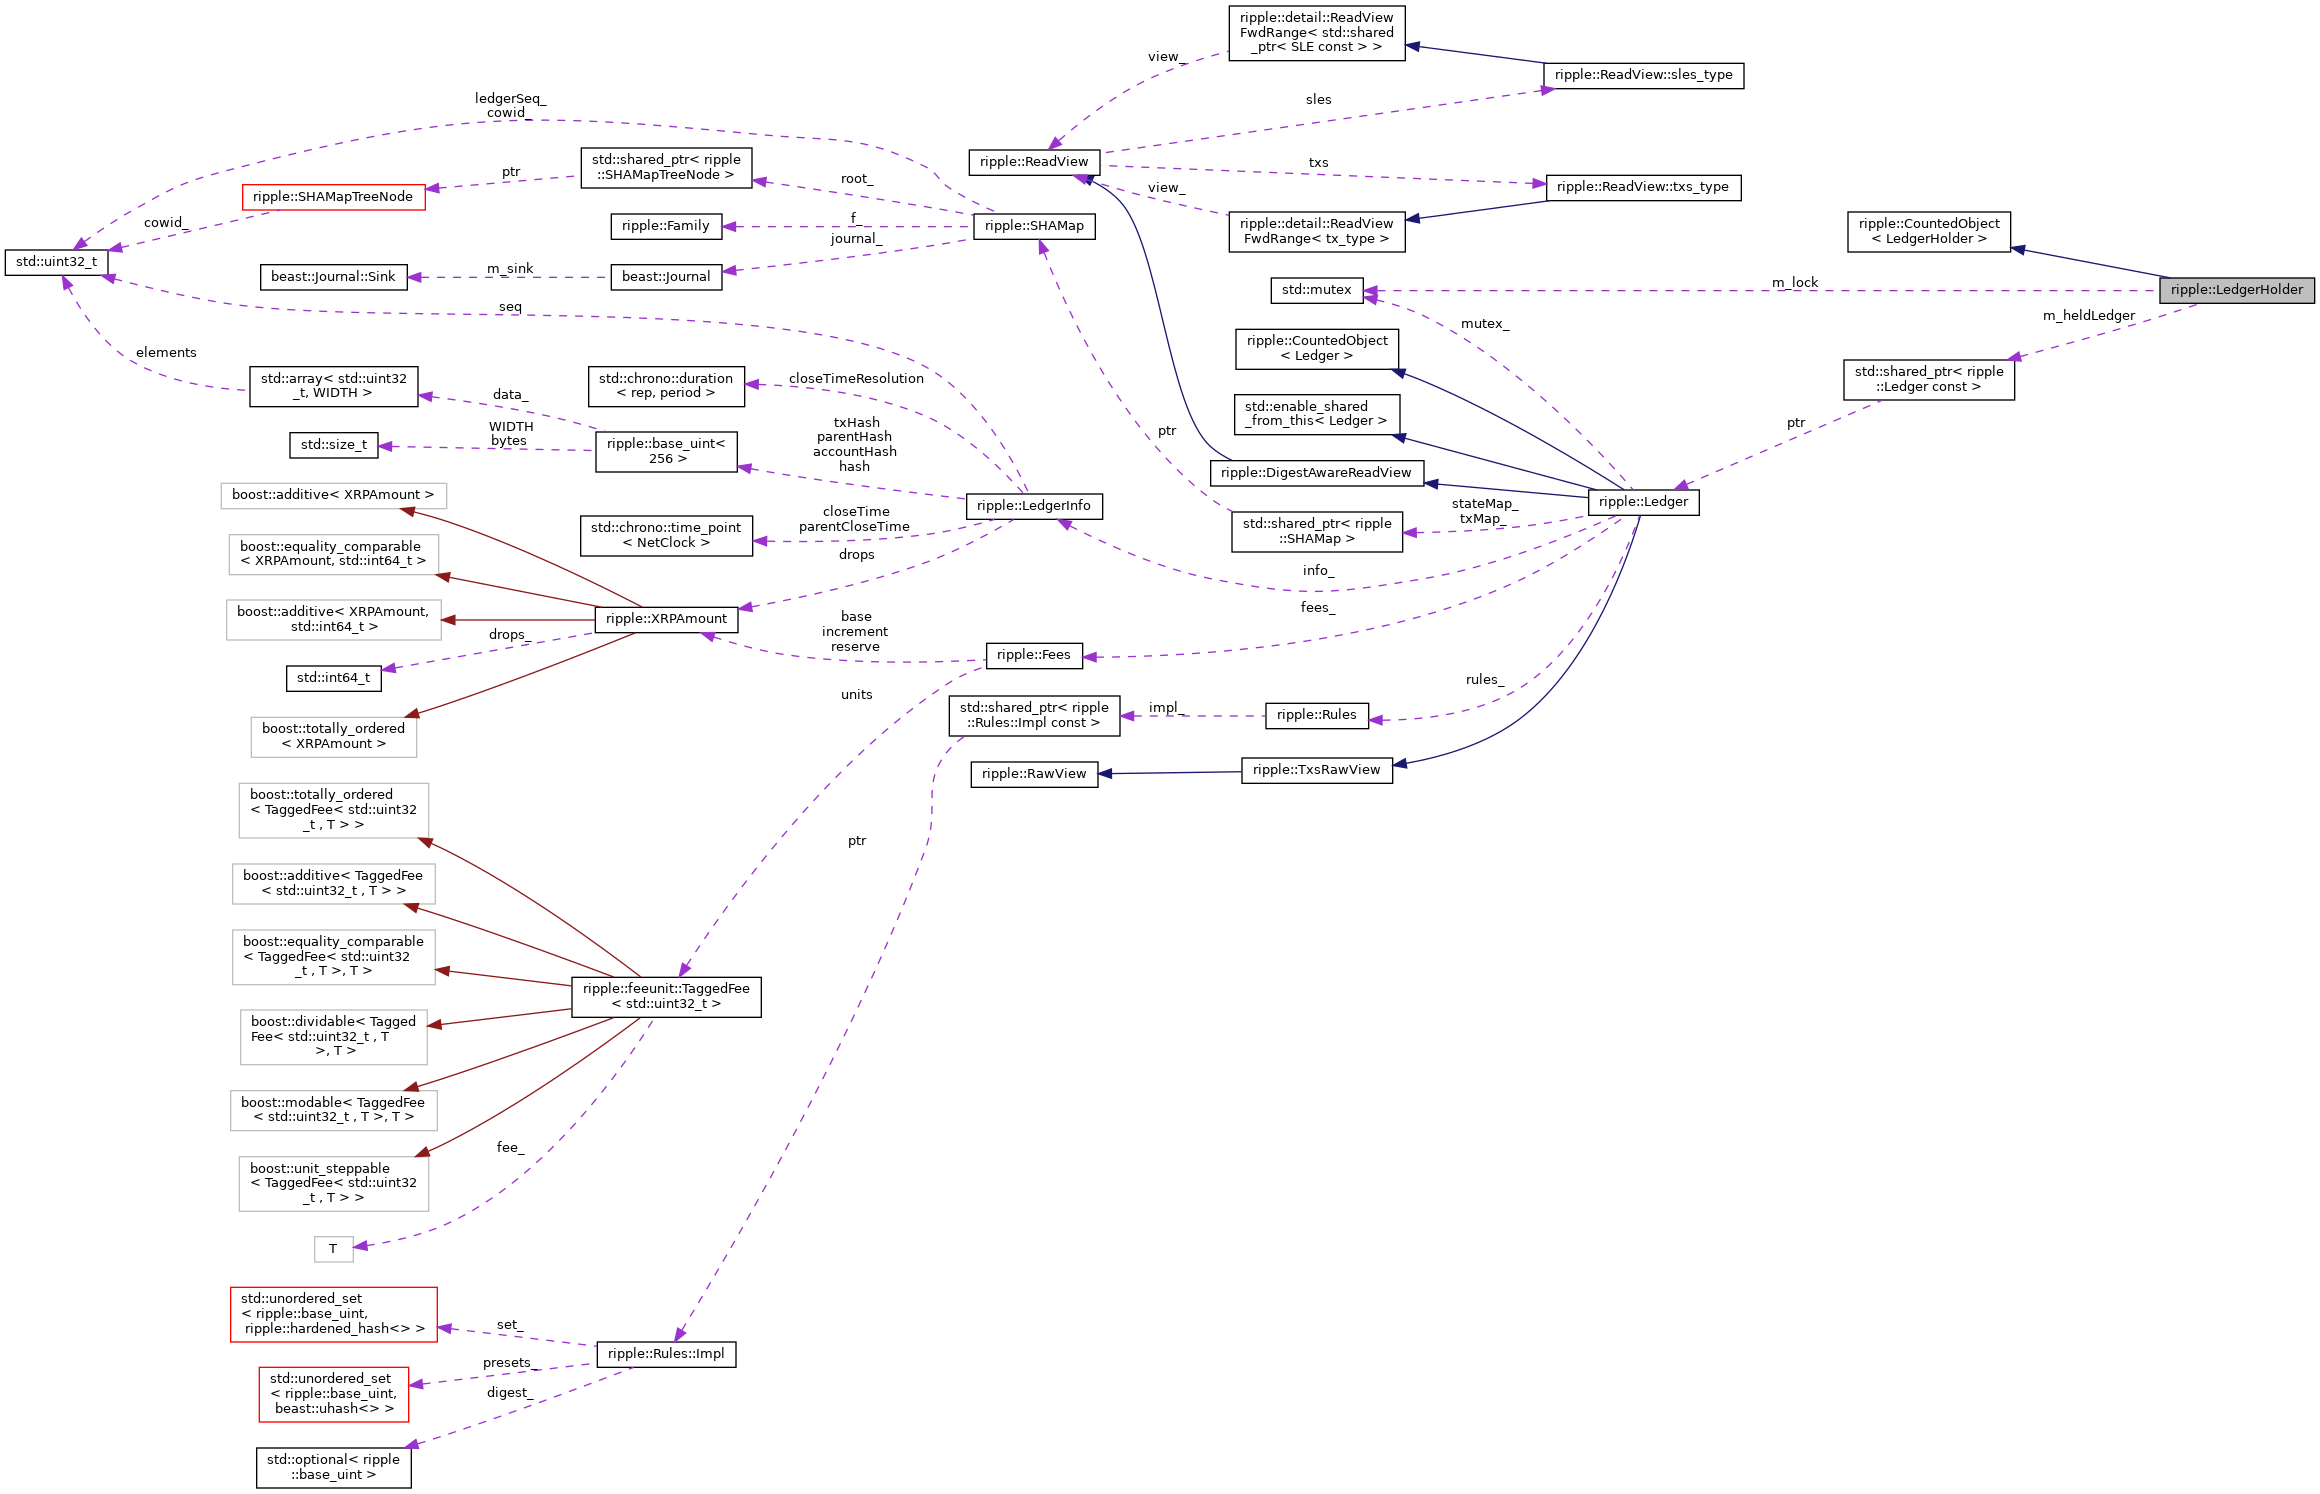 ripple::detail::ReadView
FwdRange< std::shared
_ptr< SLE const > >
view_
ripple::ReadView::sles_type
sles
ledgerSeq_
cowid_
std::shared_ptr< ripple
::SHAMapTreeNode >
ptr
ripple::SHAMapTreeNode
root_
ripple::ReadView
txs
ripple::ReadView::txs_type
view_
cowid_
ripple::Family
f_
ripple::SHAMap
ripple::detail::ReadView
FwdRange< tx_type >
ripple::CountedObject
< LedgerHolder >
journal_
std::uint32_t
beast::Journal::Sink
m_sink
beast::Journal
std::mutex
m_lock
ripple::LedgerHolder
seq
mutex_
m_heldLedger
ripple::CountedObject
< Ledger >
elements
std::array< std::uint32
_t, WIDTH >
std::chrono::duration
< rep, period >
closeTimeResolution
std::shared_ptr< ripple
::Ledger const >
data_
std::enable_shared
_from_this< Ledger >
WIDTH
bytes
std::size_t
ripple::base_uint<
256 >
txHash
parentHash
accountHash
hash
ptr
ptr
ripple::DigestAwareReadView
boost::additive< XRPAmount >
ripple::LedgerInfo
ripple::Ledger
closeTime
parentCloseTime
std::chrono::time_point
< NetClock >
stateMap_
txMap_
std::shared_ptr< ripple
::SHAMap >
boost::equality_comparable
< XRPAmount, std::int64_t >
drops
info_
boost::additive< XRPAmount,
std::int64_t >
ripple::XRPAmount
base
increment
reserve
fees_
drops_
ripple::Fees
std::int64_t
units
rules_
std::shared_ptr< ripple
::Rules::Impl const >
impl_
ripple::Rules
boost::totally_ordered
< XRPAmount >
ripple::RawView
ripple::TxsRawView
boost::totally_ordered
< TaggedFee< std::uint32
_t , T > >
ptr
boost::additive< TaggedFee
< std::uint32_t , T > >
boost::equality_comparable
< TaggedFee< std::uint32
_t , T >, T >
ripple::feeunit::TaggedFee
< std::uint32_t >
boost::dividable< Tagged
Fee< std::uint32_t , T
>, T >
boost::modable< TaggedFee
< std::uint32_t , T >, T >
fee_
boost::unit_steppable
< TaggedFee< std::uint32
_t , T > >
T
std::unordered_set
< ripple::base_uint,
ripple::hardened_hash<> >
set_
ripple::Rules::Impl
presets_
std::unordered_set
< ripple::base_uint,
beast::uhash<> >
digest_
std::optional< ripple
::base_uint >